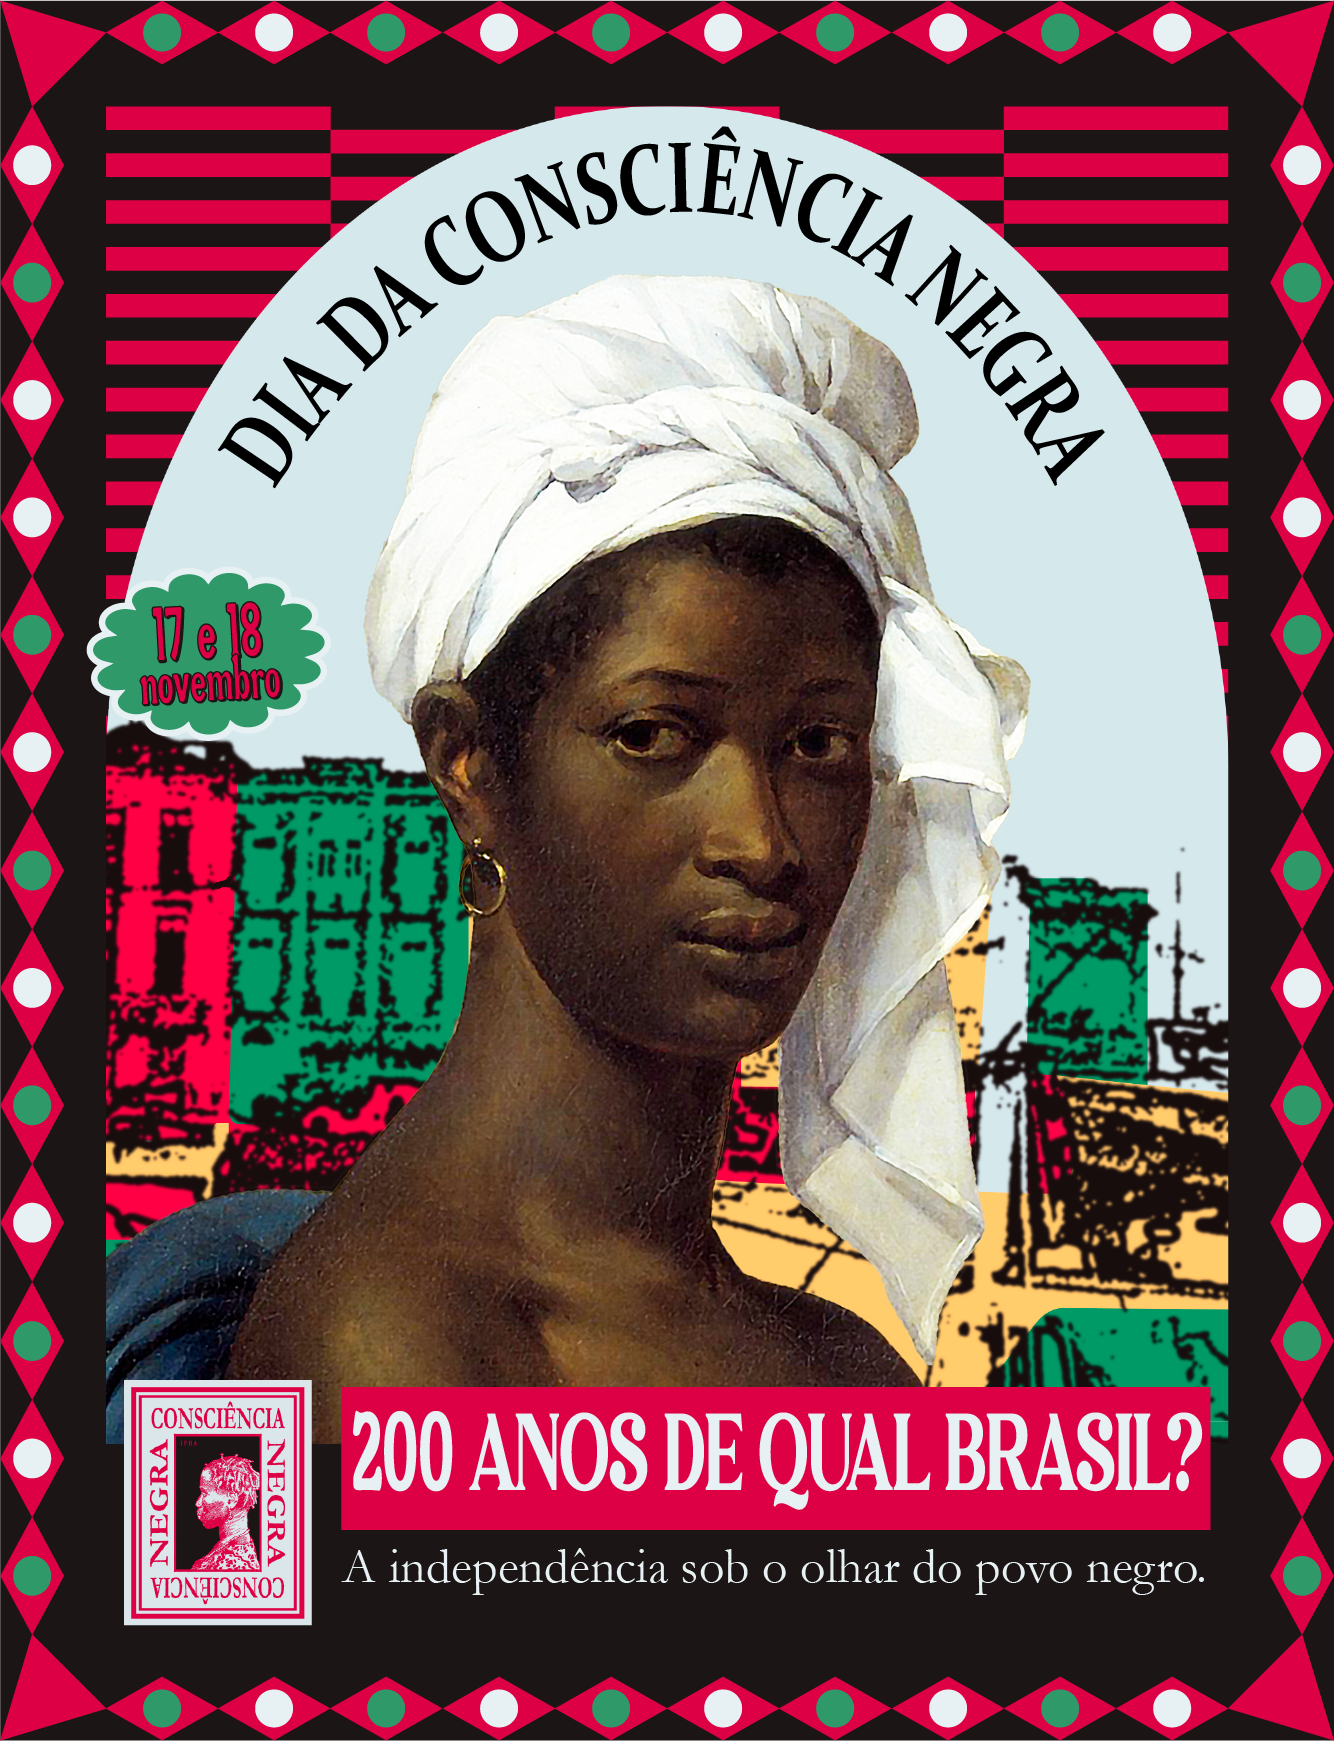 DIA DA CONSCIÊNCIA NEGRA
17 e 18
novembro
200 ANOS DE QUAL BRASIL?
A independência sob o olhar do povo negro.
CONSCIÊNCIA
NEGRA
NEGRA
CONSCIÊNCIA